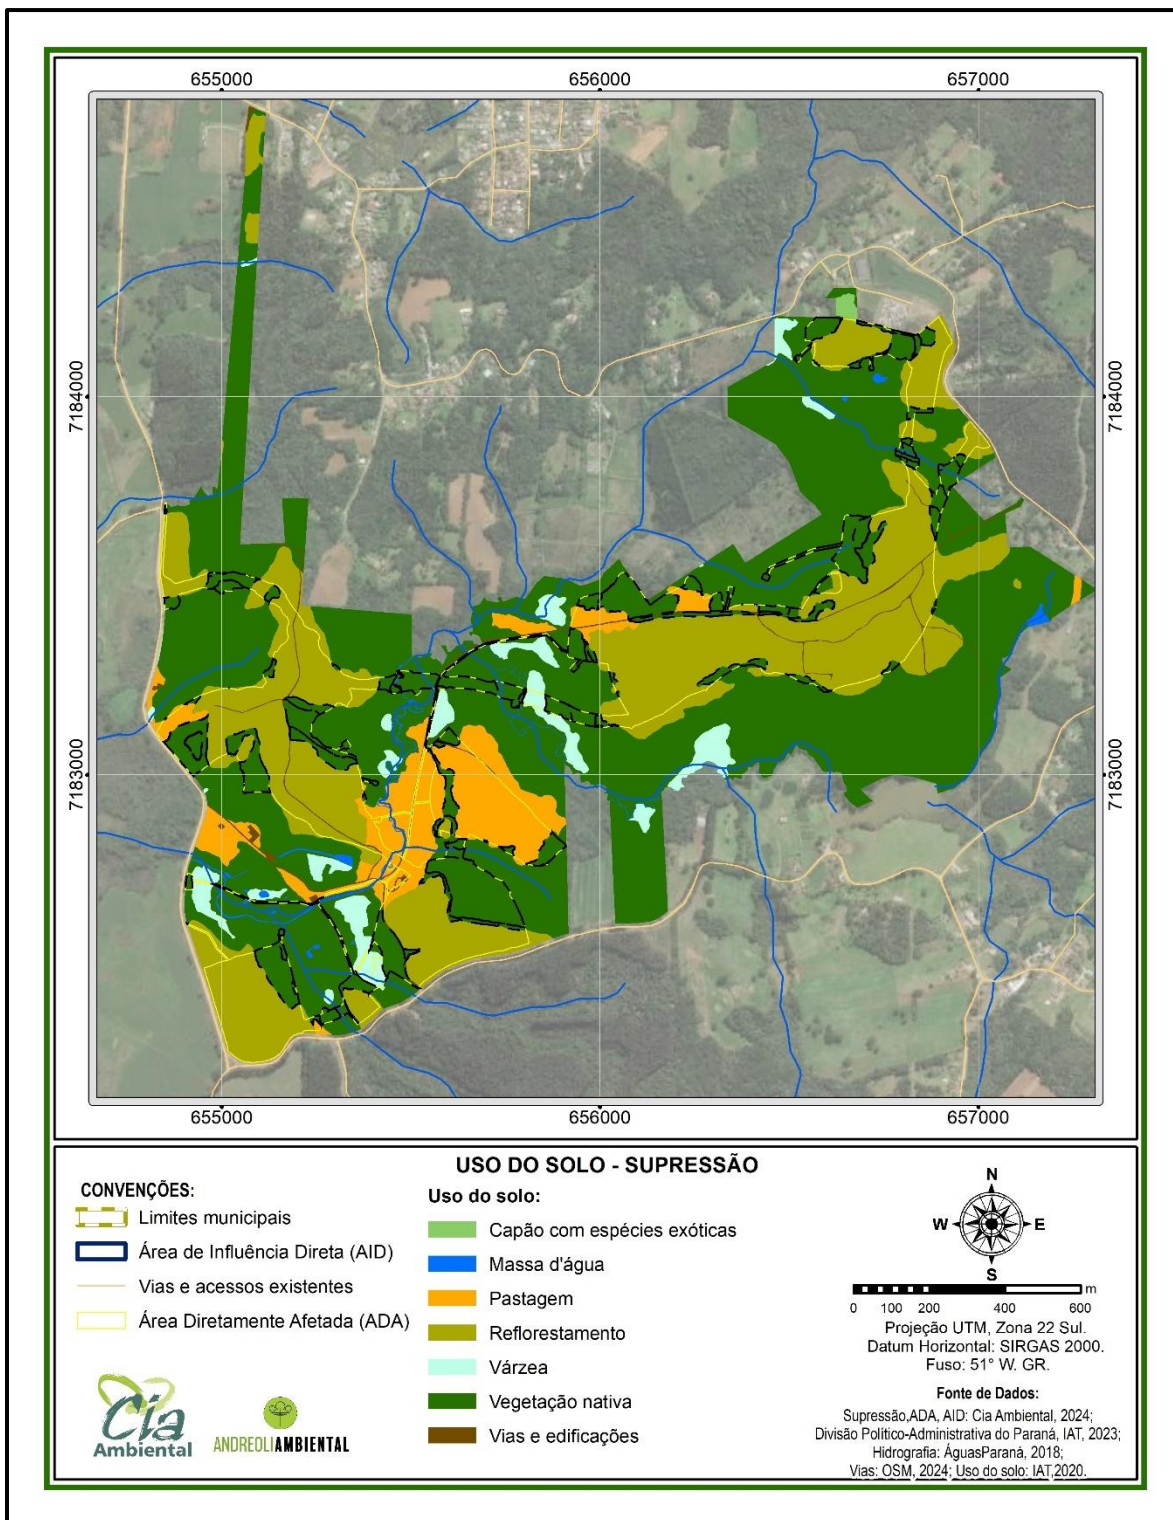 655000 656000 657000
7184000 7184000
7183000 7183000
655000 656000 657000
USO DO SOLO - SUPRESSÃO
CONVENÇÕES:
Limites municipais
Área de Influência Direta (AID)
Vias e acessos existentes
Área Diretamente Afetada (ADA)
Cia
Ambiental
ANDREOLIAMBIENTAL
Uso do solo:
Capão com espécies exóticas
Massa d'água
Pastagem
Reflorestamento
Várzea
Vegetação nativa
Vias e edificações
N
W E
S
m
0 100 200 400 600
Projeção UTM, Zona 22 Sul.
Datum Horizontal: SIRGAS 2000.
Fuso: 51° W. GR.
Fonte de Dados:
Supressão,ADA, AID: Cia Ambiental, 2024;
Divisão Político-Administrativa do Paraná, IAT, 2023;
Hidrografia: ÁguasParaná, 2018;
Vias: OSM, 2024; Uso do solo: IAT,2020.